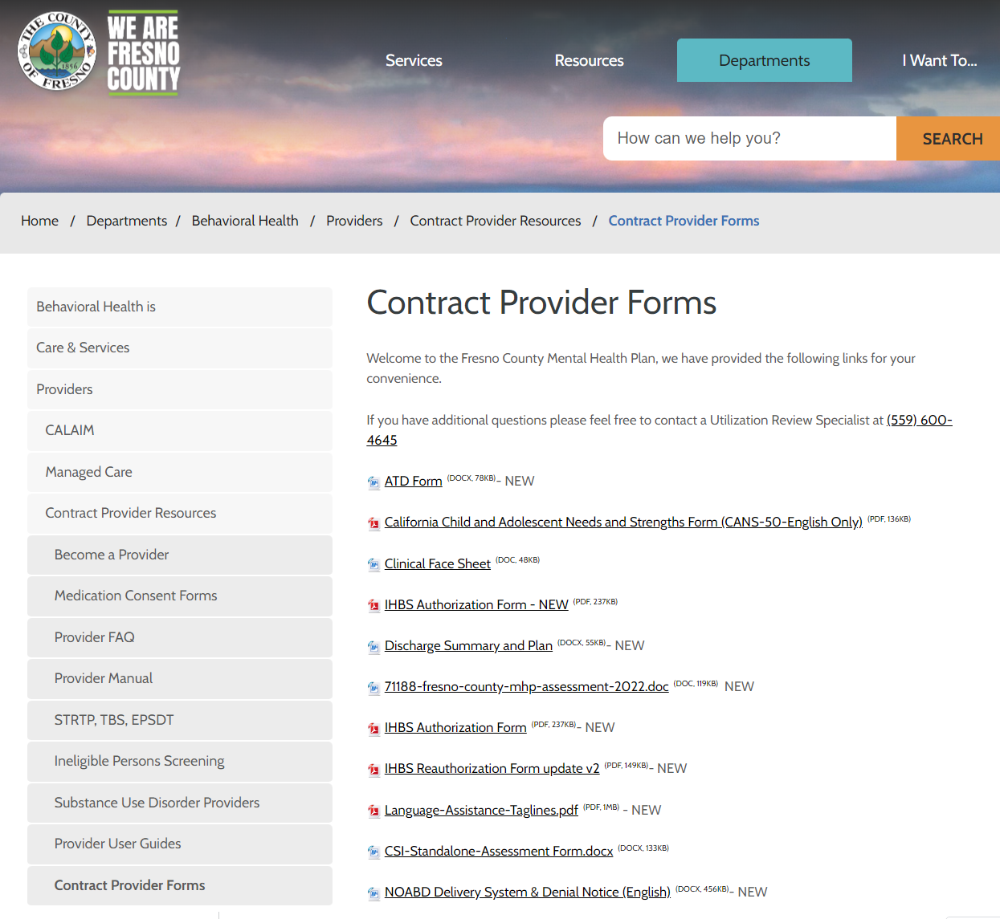 THE COUNTY OF FRESNO
1856
WE ARE
FRESNO
COUNTY
Services
Resources
Departments
I Want To...
How can we help you?
SEARCH
Home / Departments / Behavioral Health / Providers / Contract Provider Resources / Contract Provider Forms
Behavioral Health is
Care & Services
Providers
CALAIM
Managed Care
Contract Provider Resources
Become a Provider
Medication Consent Forms
Provider FAQ
Provider Manual
STRTP, TBS, EPSDT
Ineligible Persons Screening
Substance Use Disorder Providers
Provider User Guides
Contract Provider Forms
Contract Provider Forms
Welcome to the Fresno County Mental Health Plan, we have provided the following links for your
convenience.
If you have additional questions please feel free to contact a Utilization Review Specialist at (559) 600-
4645
ATD Form (DOCX, 78KB)- NEW
California Child and Adolescent Needs and Strengths Form (CANS-50-English Only) (PDF, 136KB)
Clinical Face Sheet (DOC, 48KB)
IHBS Authorization Form - NEW (PDF, 237KB)
Discharge Summary and Plan (DOCX, 55KB)- NEW
71188-fresno-county-mhp-assessment-2022.doc (DOC, 119KB) NEW
IHBS Authorization Form (PDF, 237KB)- NEW
IHBS Reauthorization Form update v2 (PDF, 149KB)- NEW
Language-Assistance-Taglines.pdf (PDF, 1MB) - NEW
CSI-Standalone-Assessment Form.docx (DOCX, 133KB)
NOABD Delivery System & Denial Notice (English) (DOCX, 456KB)- NEW